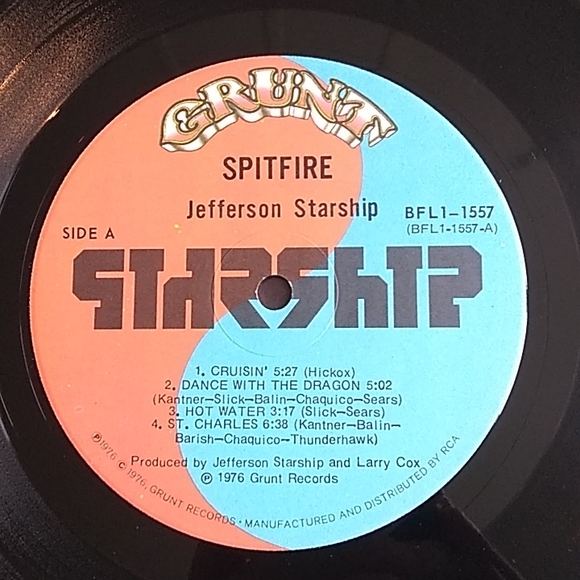 GRUNT
SPITFIRE
Jefferson Starship
BFL1-1557
SIDE A
(BFL1-1557-A)
STARSHIP
1. CRUISIN' 5:27 (Hickox)
2. DANCE WITH THE DRAGON 5:02
(Kantner-Slick-Balin-Chaquico-Sears)
3. HOT WATER 3:17 (Slick-Sears)
4. ST. CHARLES 6:38 (Kantner-Balin-
Barish-Chaquico-Thunderhawk)
Produced by Jefferson Starship and Larry Cox
℗ 1976 Grunt Records
℗ 1976 © 1976, GRUNT RECORDS · MANUFACTURED AND DISTRIBUTED BY RCA